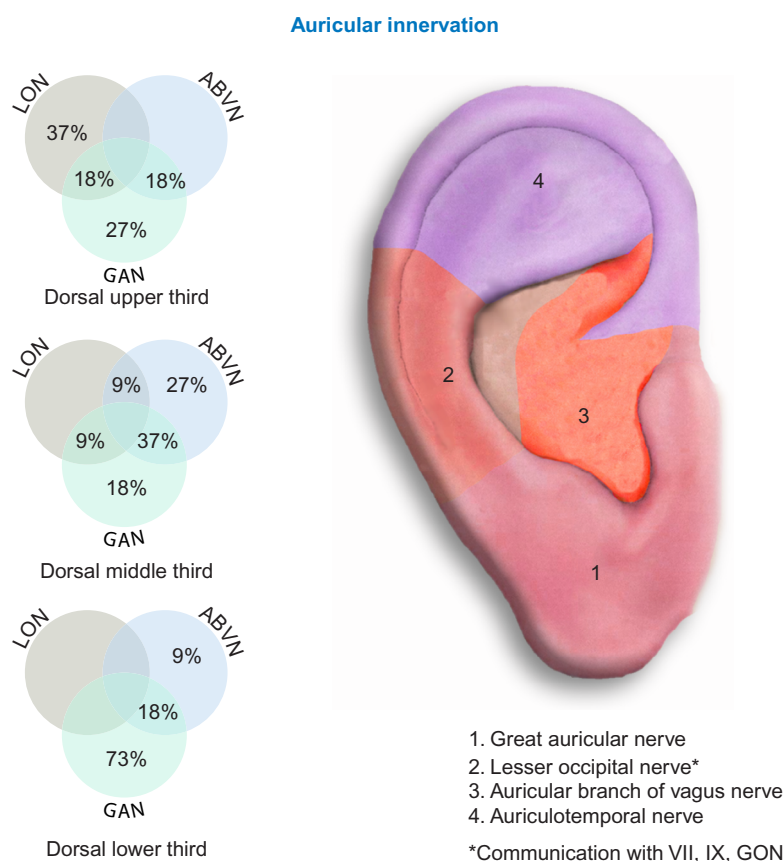 Auricular innervation
LON
ABVN
37%
18%
18%
27%
GAN
Dorsal upper third
LON
ABVN
9%
27%
9%
37%
18%
GAN
Dorsal middle third
LON
ABVN
9%
18%
73%
GAN
Dorsal lower third
4
2
3
1
1. Great auricular nerve
2. Lesser occipital nerve*
3. Auricular branch of vagus nerve
4. Auriculotemporal nerve
*Communication with VII, IX, GON